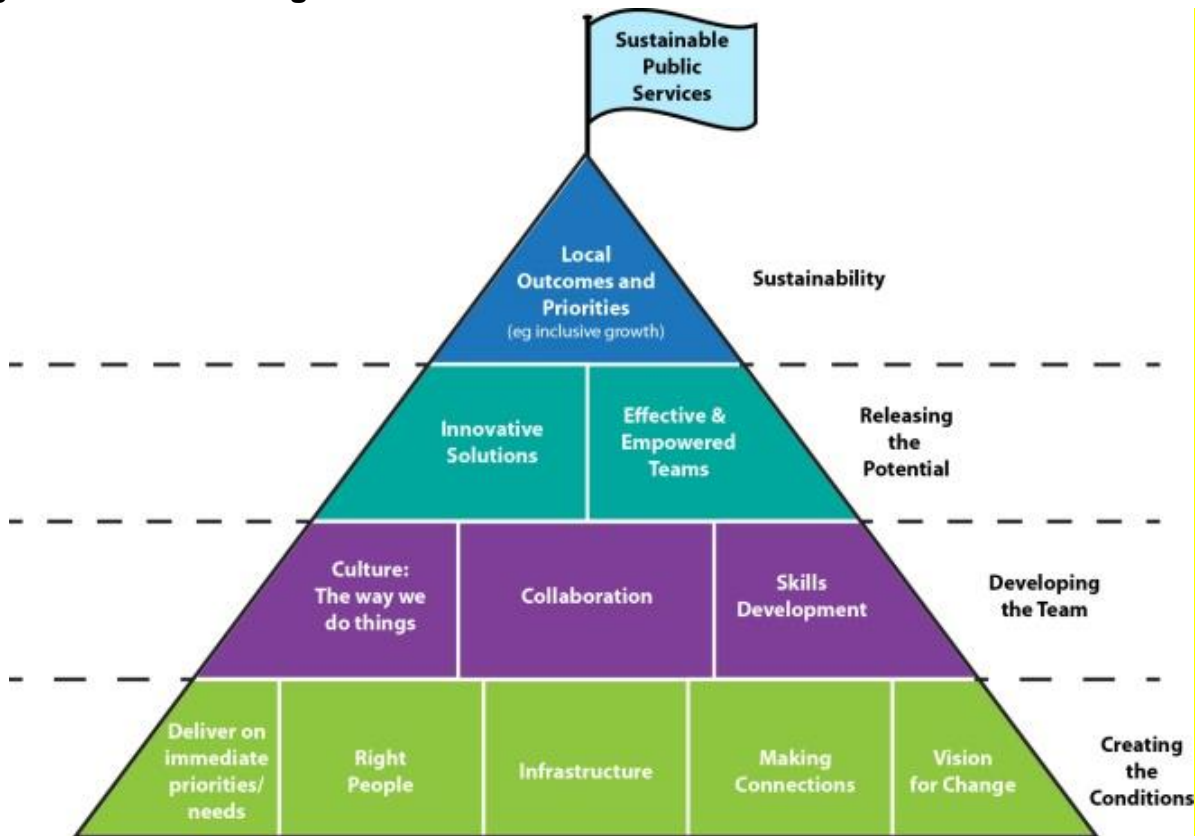 Sustainable
Public
Services
Local
Outcomes and
Priorities
(eg inclusive growth)
Sustainability
Innovative
Solutions
Effective &
Empowered
Teams
Releasing
the
Potential
Culture:
The way we
do things
Collaboration
Skills
Development
Developing
the Team
Deliver on
immediate
priorities/
needs
Right
People
Infrastructure
Making
Connections
Vision
for Change
Creating
the
Conditions